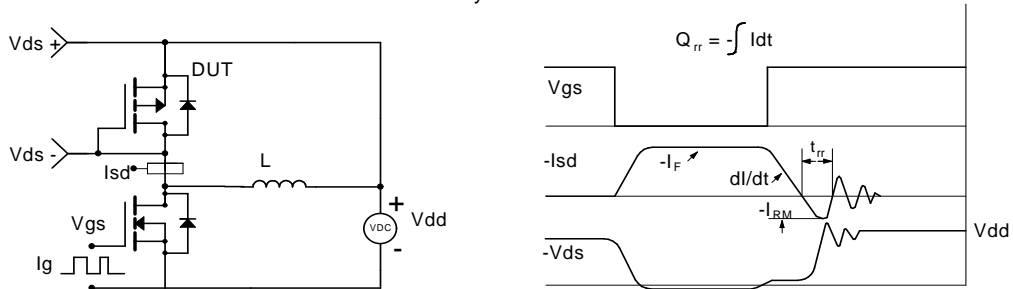 Vds +
DUT
Vds -
Isd
L
Vgs
Ig
+
VDC
-
Vdd
Q rr = -∫ Idt
Vgs
-Isd
-I F
dI/dt
t rr
-I RM
Vdd
-Vds